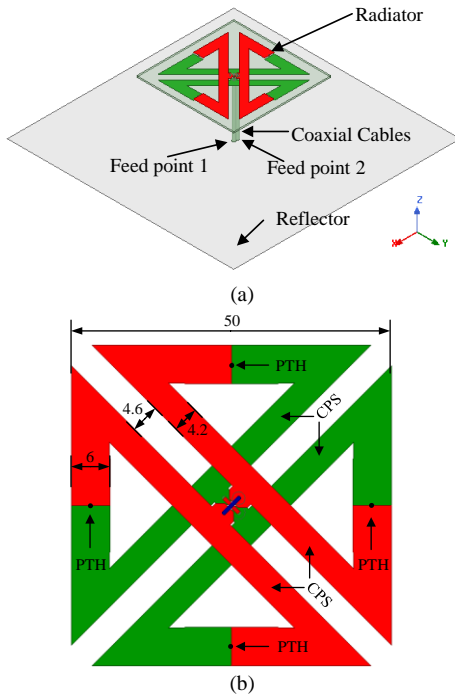 Radiator
Coaxial Cables
Feed point 1
Feed point 2
Reflector
Z
X
Y
(a)
50
PTH
CPS
4.6
4.2
6
PTH
PTH
CPS
PTH
(b)